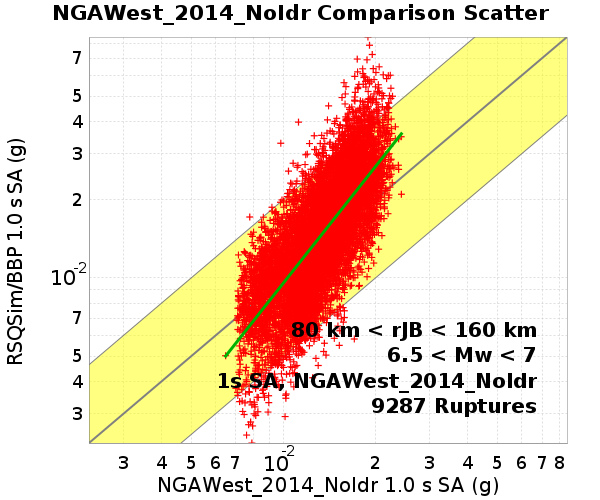 NGAWest_2014_NoIdr Comparison Scatter
RSQSim/BBP 1.0 s SA (g)
7
5
4
3
2
10-2
7
5
4
3
80 km < rJB < 160 km
6.5 < Mw < 7
1s SA, NGAWest_2014_NoIdr
9287 Ruptures
3 4 5 6 7 10-2 2 3 4 5 6 7 8
NGAWest_2014_NoIdr 1.0 s SA (g)